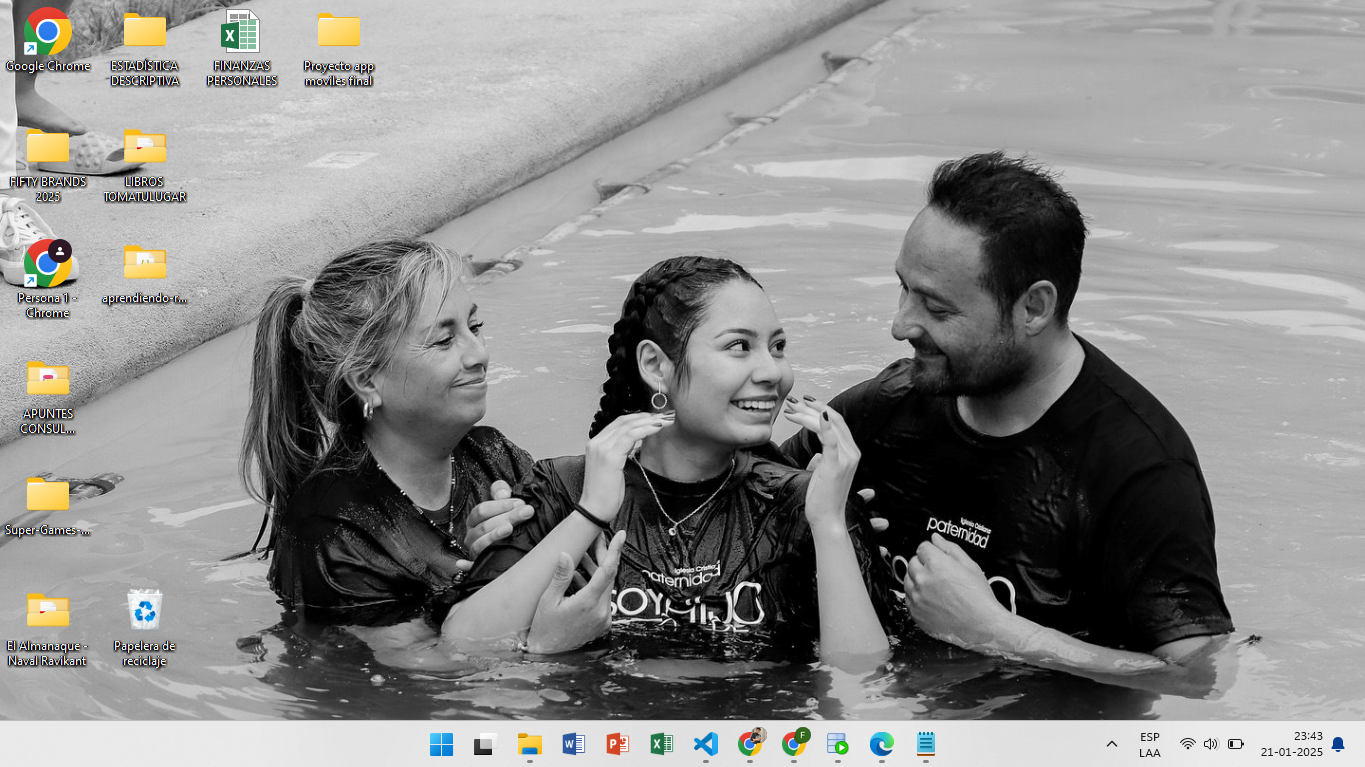 Google Chrome
ESTADÍSTICA
DESCRIPTIVA
FINANZAS
PERSONALES
Proyecto app
moviles final
FIFTY BRANDS
2025
LIBROS
TOMATULUGAR
Persona 1 -
Chrome
aprendiendo-r...
APUNTES
CONSUL...
Super-Games-...
El Almanaque -
Naval Ravikant
Papelera de
reciclaje
Iglesia Cristiana
paternidad
Iglesia Cristiana
paternidad
SOY HIJO
F
ESP
LAA
23:43
21-01-2025